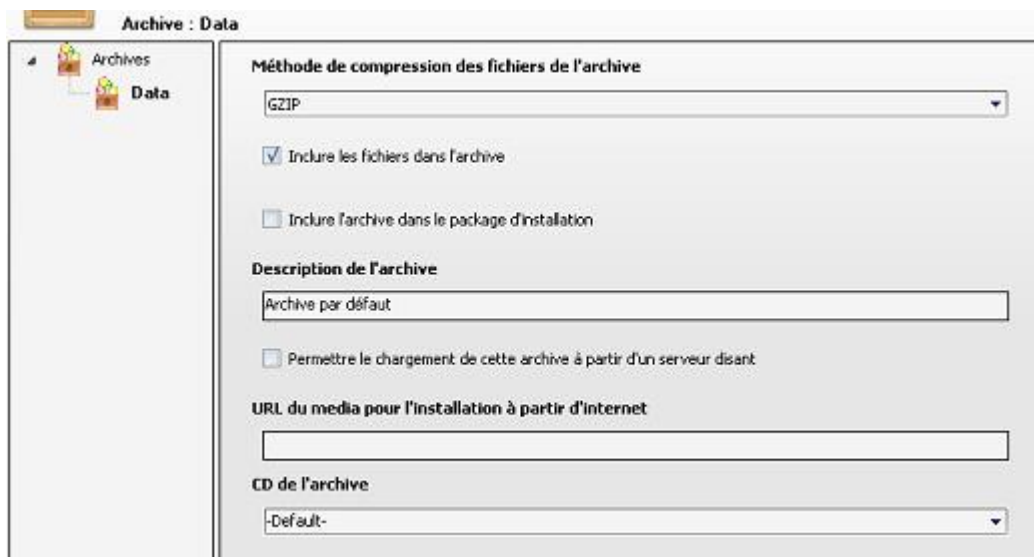 Archive : Data
Archives
Data
Méthode de compression des fichiers de l'archive
GZIP
Inclure les fichiers dans l'archive
Inclure l'archive dans le package d'installation
Description de l'archive
Archive par défaut
Permettre le chargement de cette archive à partir d'un serveur disant
URL du media pour l'installation à partir d'internet
CD de l'archive
-Default-